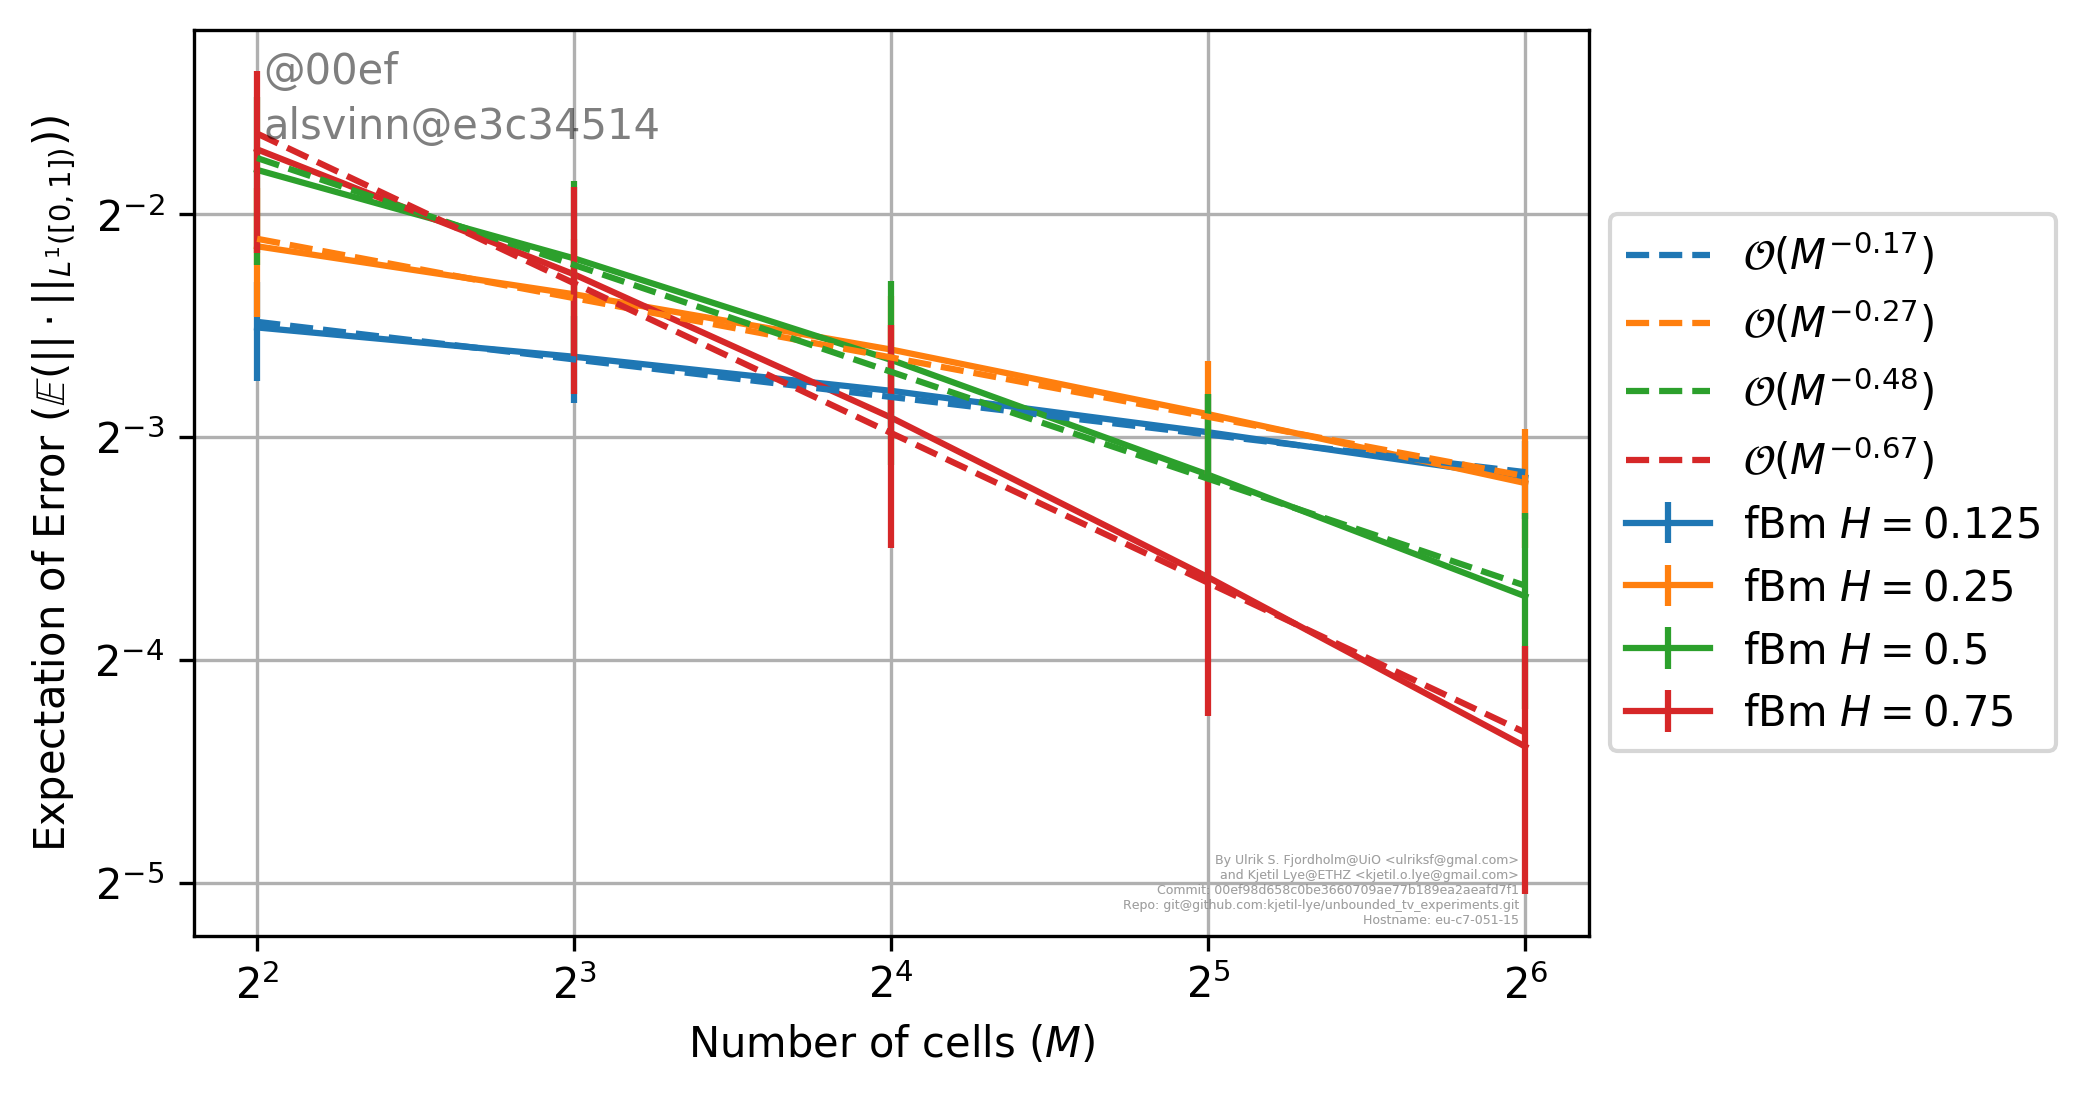 @00ef
alsvinn@e3c34514
Expectation of Error (𝔼(|| · ||_{L^1([0,1])}))
2^{-2}
2^{-3}
2^{-4}
2^{-5}
By Ulrik S. Fjordholm@UiO <ulriksf@gmal.com>
and Kjetil Lye@ETHZ <kjetil.o.lye@gmail.com>
Commit: 00ef98d658c0be3660709ae77b189ea2aeafd7f1
Repo: git@github.com:kjetil-lye/unbounded_tv_experiments.git
Hostname: eu-c7-051-15
2^2 2^3 2^4 2^5 2^6
Number of cells (M)
𝒪(M^{-0.17})
𝒪(M^{-0.27})
𝒪(M^{-0.48})
𝒪(M^{-0.67})
fBm H = 0.125
fBm H = 0.25
fBm H = 0.5
fBm H = 0.75